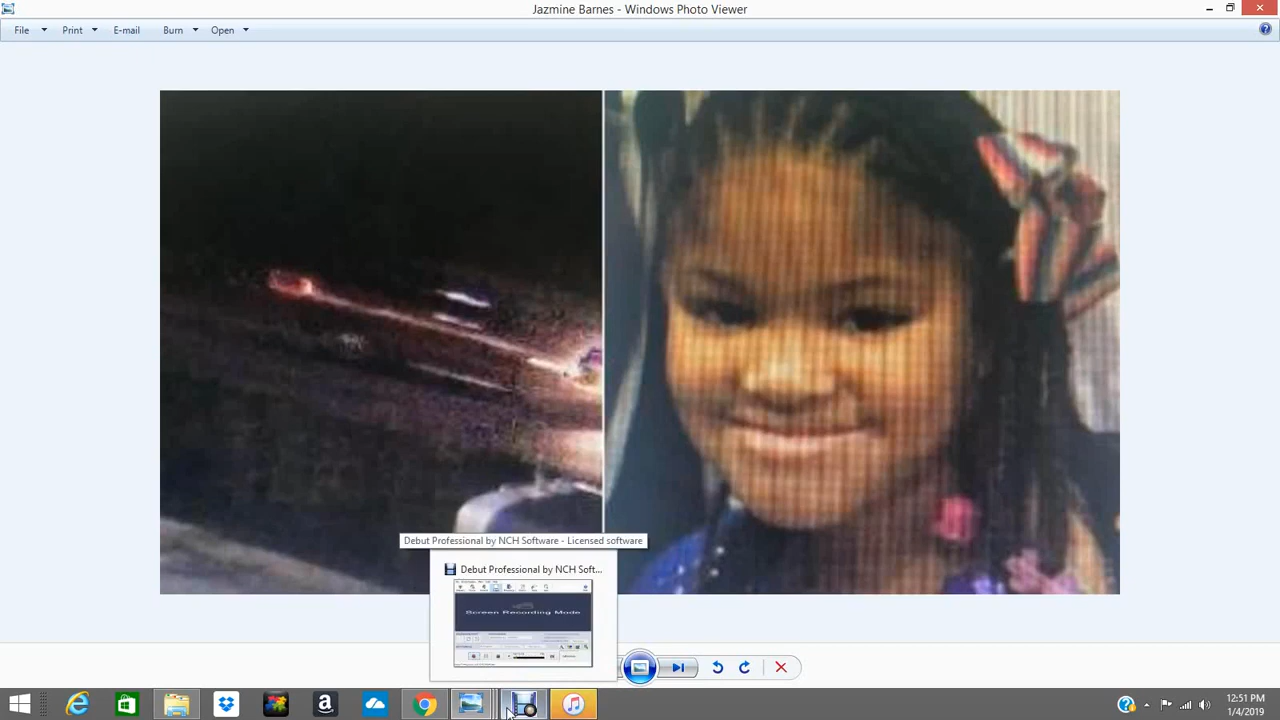 Jazmine Barnes - Windows Photo Viewer
File Print E-mail Burn Open
Debut Professional by NCH Software - Licensed software
Debut Professional by NCH Soft...
Screen Recording Mode
12:51 PM
1/4/2019